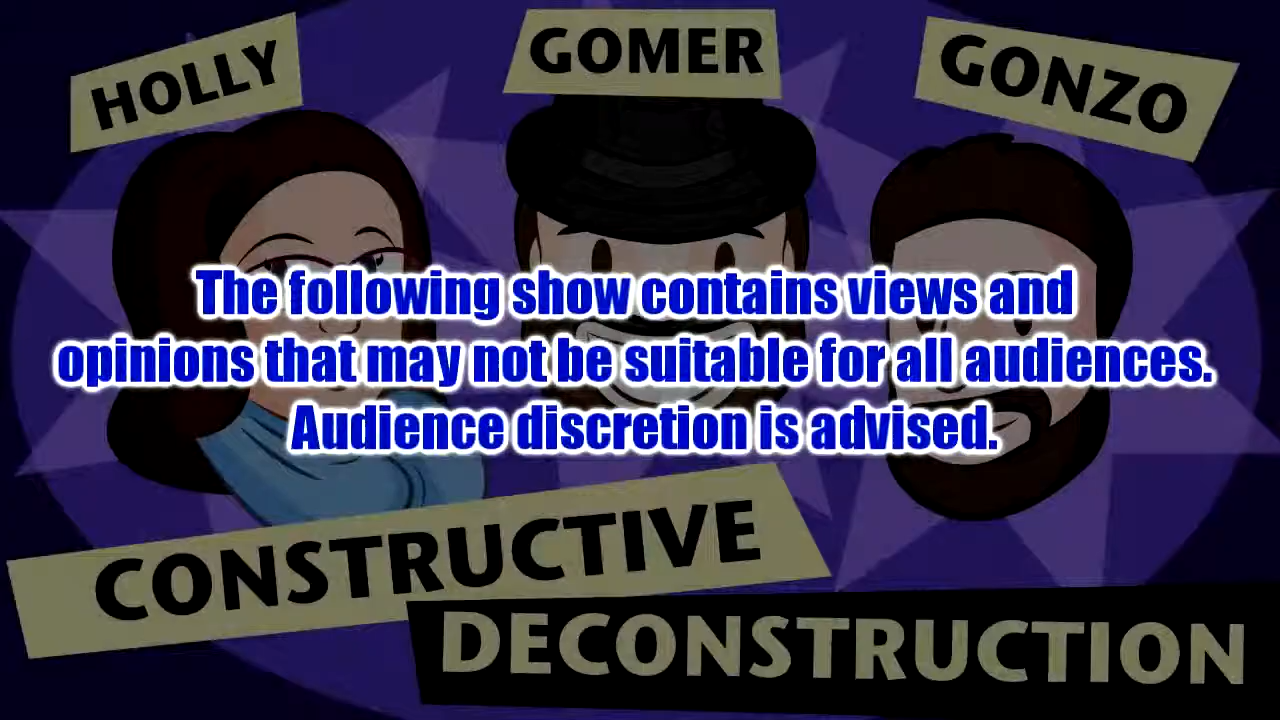 HOLLY
GOMER
GONZO
The following show contains views and
opinions that may not be suitable for all audiences.
Audience discretion is advised.
CONSTRUCTIVE
DECONSTRUCTION